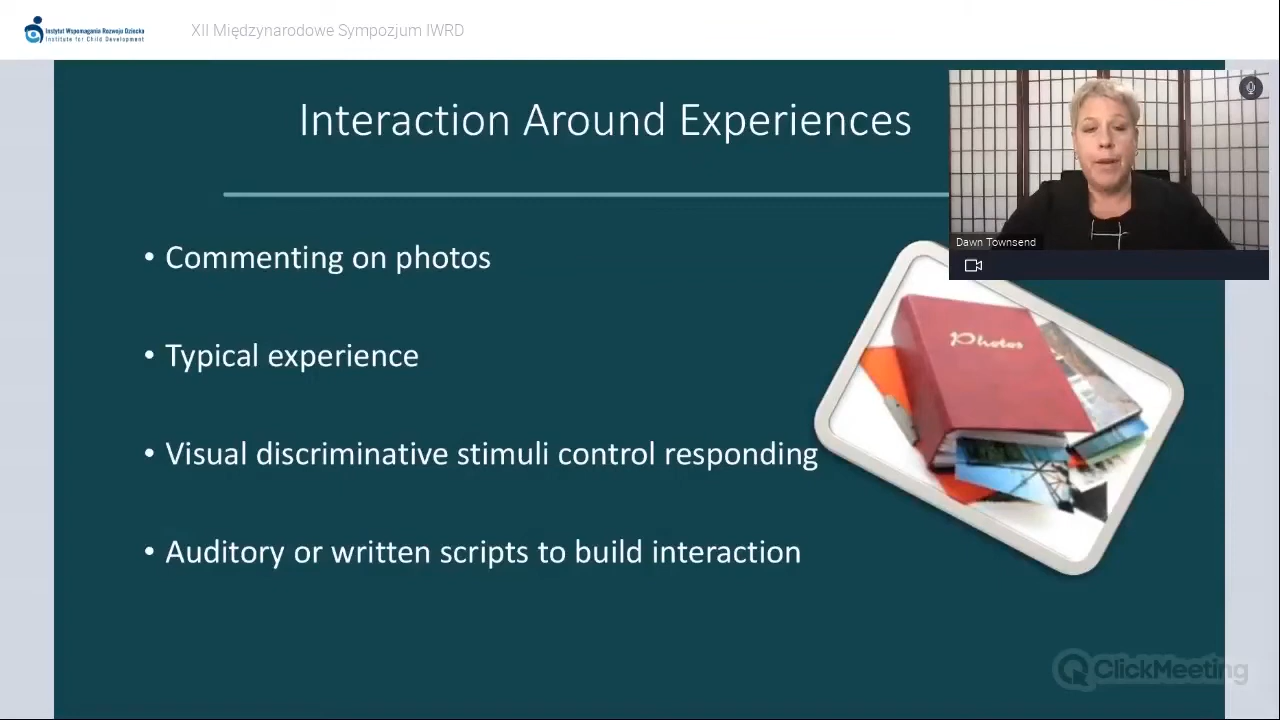 Instytut Wspomagania Rozwoju Dziecka
Institute for Child Development
XII Międzynarodowe Sympozjum IWRD
Interaction Around Experiences
Dawn Townsend
• Commenting on photos
• Typical experience
• Visual discriminative stimuli control responding
• Auditory or written scripts to build interaction
Photos
ClickMeeting